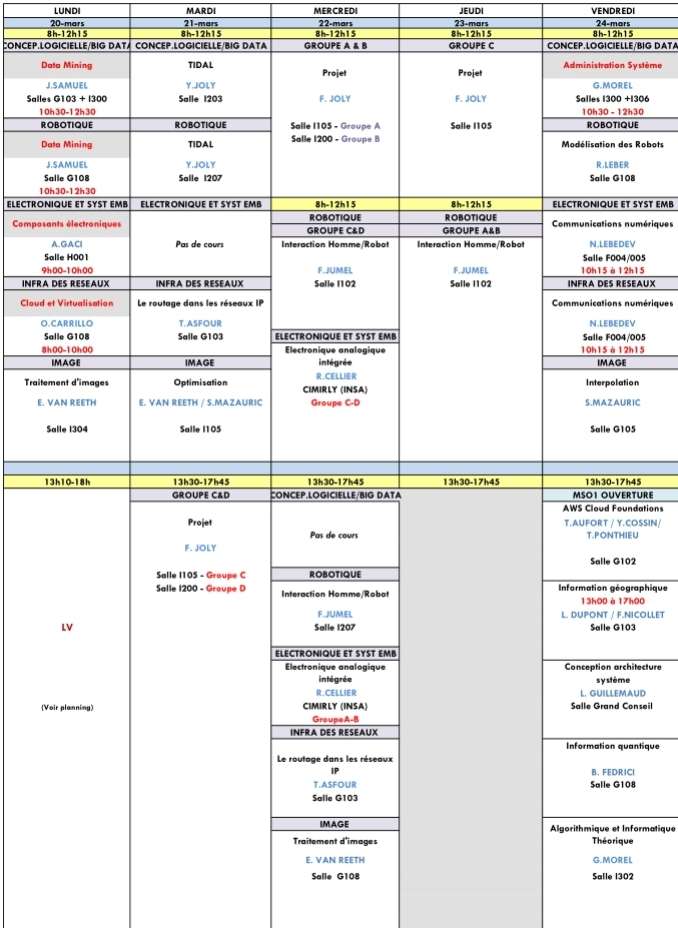 LUNDI
20-mars
8h-12h15
CONCEP.LOGICIELLE/BIG DATA
Data Mining
J.SAMUEL
Salles G103 + I300
10h30-12h30
ROBOTIQUE
Data Mining
J.SAMUEL
Salle G108
10h30-12h30
ELECTRONIQUE ET SYST EMB
Composants électroniques
A.GACI
Salle H001
9h00-10h00
INFRA DES RESEAUX
Cloud et Virtualisation
O.CARRILLO
Salle G108
8h00-10h00
IMAGE
Traitement d'images
E. VAN REETH
Salle I304
13h10-18h
LV
(Voir planning)
MARDI
21-mars
8h-12h15
CONCEP.LOGICIELLE/BIG DATA
TIDAL
Y.JOLY
Salle I203
ROBOTIQUE
TIDAL
Y.JOLY
Salle I207
ELECTRONIQUE ET SYST EMB
Pas de cours
INFRA DES RESEAUX
Le routage dans les réseaux IP
T.ASFOUR
Salle G103
IMAGE
Optimisation
E. VAN REETH / S.MAZAURIC
Salle I105
13h30-17h45
GROUPE C&D
Projet
F. JOLY
Salle I105 - Groupe C
Salle I200 - Groupe D
MERCREDI
22-mars
8h-12h15
GROUPE A & B
Projet
F. JOLY
Salle I105 - Groupe A
Salle I200 - Groupe B
8h-12h15
ROBOTIQUE
GROUPE C&D
Interaction Homme/Robot
F.JUMEL
Salle I102
ELECTRONIQUE ET SYST EMB
Electronique analogique
intégrée
R.CELLIER
CIMIRLY (INSA)
Groupe C-D
13h30-17h45
CONCEP.LOGICIELLE/BIG DATA
Pas de cours
ROBOTIQUE
Interaction Homme/Robot
F.JUMEL
Salle I207
ELECTRONIQUE ET SYST EMB
Electronique analogique
intégrée
R.CELLIER
CIMIRLY (INSA)
GroupeA-B
INFRA DES RESEAUX
Le routage dans les réseaux
IP
T.ASFOUR
Salle G103
IMAGE
Traitement d'images
E. VAN REETH
Salle G108
JEUDI
23-mars
8h-12h15
GROUPE C
Projet
F. JOLY
Salle I105
8h-12h15
ROBOTIQUE
GROUPE A&B
Interaction Homme/Robot
F.JUMEL
Salle I102
13h30-17h45
VENDREDI
24-mars
8h-12h15
CONCEP.LOGICIELLE/BIG DATA
Administration Système
G.MOREL
Salles I300 +I306
10h30 - 12h30
ROBOTIQUE
Modélisation des Robots
R.LEBER
Salle G108
ELECTRONIQUE ET SYST EMB
Communications numériques
N.LEBEDEV
Salle F004/005
10h15 à 12h15
INFRA DES RESEAUX
Communications numériques
N.LEBEDEV
Salle F004/005
10h15 à 12h15
IMAGE
Interpolation
S.MAZAURIC
Salle G105
13h30-17h45
MSO1 OUVERTURE
AWS Cloud Foundations
T.AUFORT / Y.COSSIN/
T.PONTHIEU
Salle G102
Information géographique
13h00 à 17h00
L. DUPONT / F.NICOLLET
Salle G103
Conception architecture
système
L. GUILLEMAUD
Salle Grand Conseil
Information quantique
B. FEDRICI
Salle G108
Algorithmique et Informatique
Théorique
G.MOREL
Salle I302